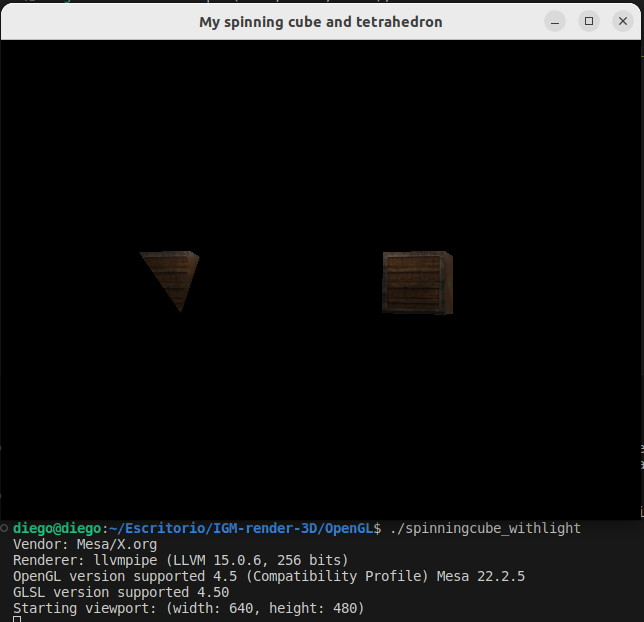 My spinning cube and tetrahedron
diego@diego:~/Escritorio/IGM-render-3D/OpenGL$ ./spinningcube_withlight
Vendor: Mesa/X.org
Renderer: llvmpipe (LLVM 15.0.6, 256 bits)
OpenGL version supported 4.5 (Compatibility Profile) Mesa 22.2.5
GLSL version supported 4.50
Starting viewport: (width: 640, height: 480)